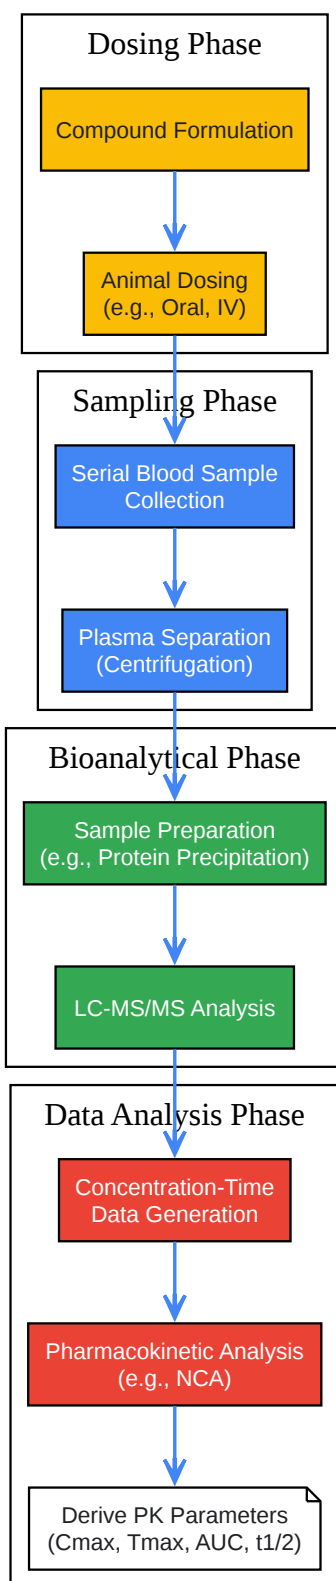 Dosing Phase
Compound Formulation
Animal Dosing
(e.g., Oral, IV)
Sampling Phase
Serial Blood Sample
Collection
Plasma Separation
(Centrifugation)
Bioanalytical Phase
Sample Preparation
(e.g., Protein Precipitation)
LC-MS/MS Analysis
Data Analysis Phase
Concentration-Time
Data Generation
Pharmacokinetic Analysis
(e.g., NCA)
Derive PK Parameters
(Cmax, Tmax, AUC, t1/2)